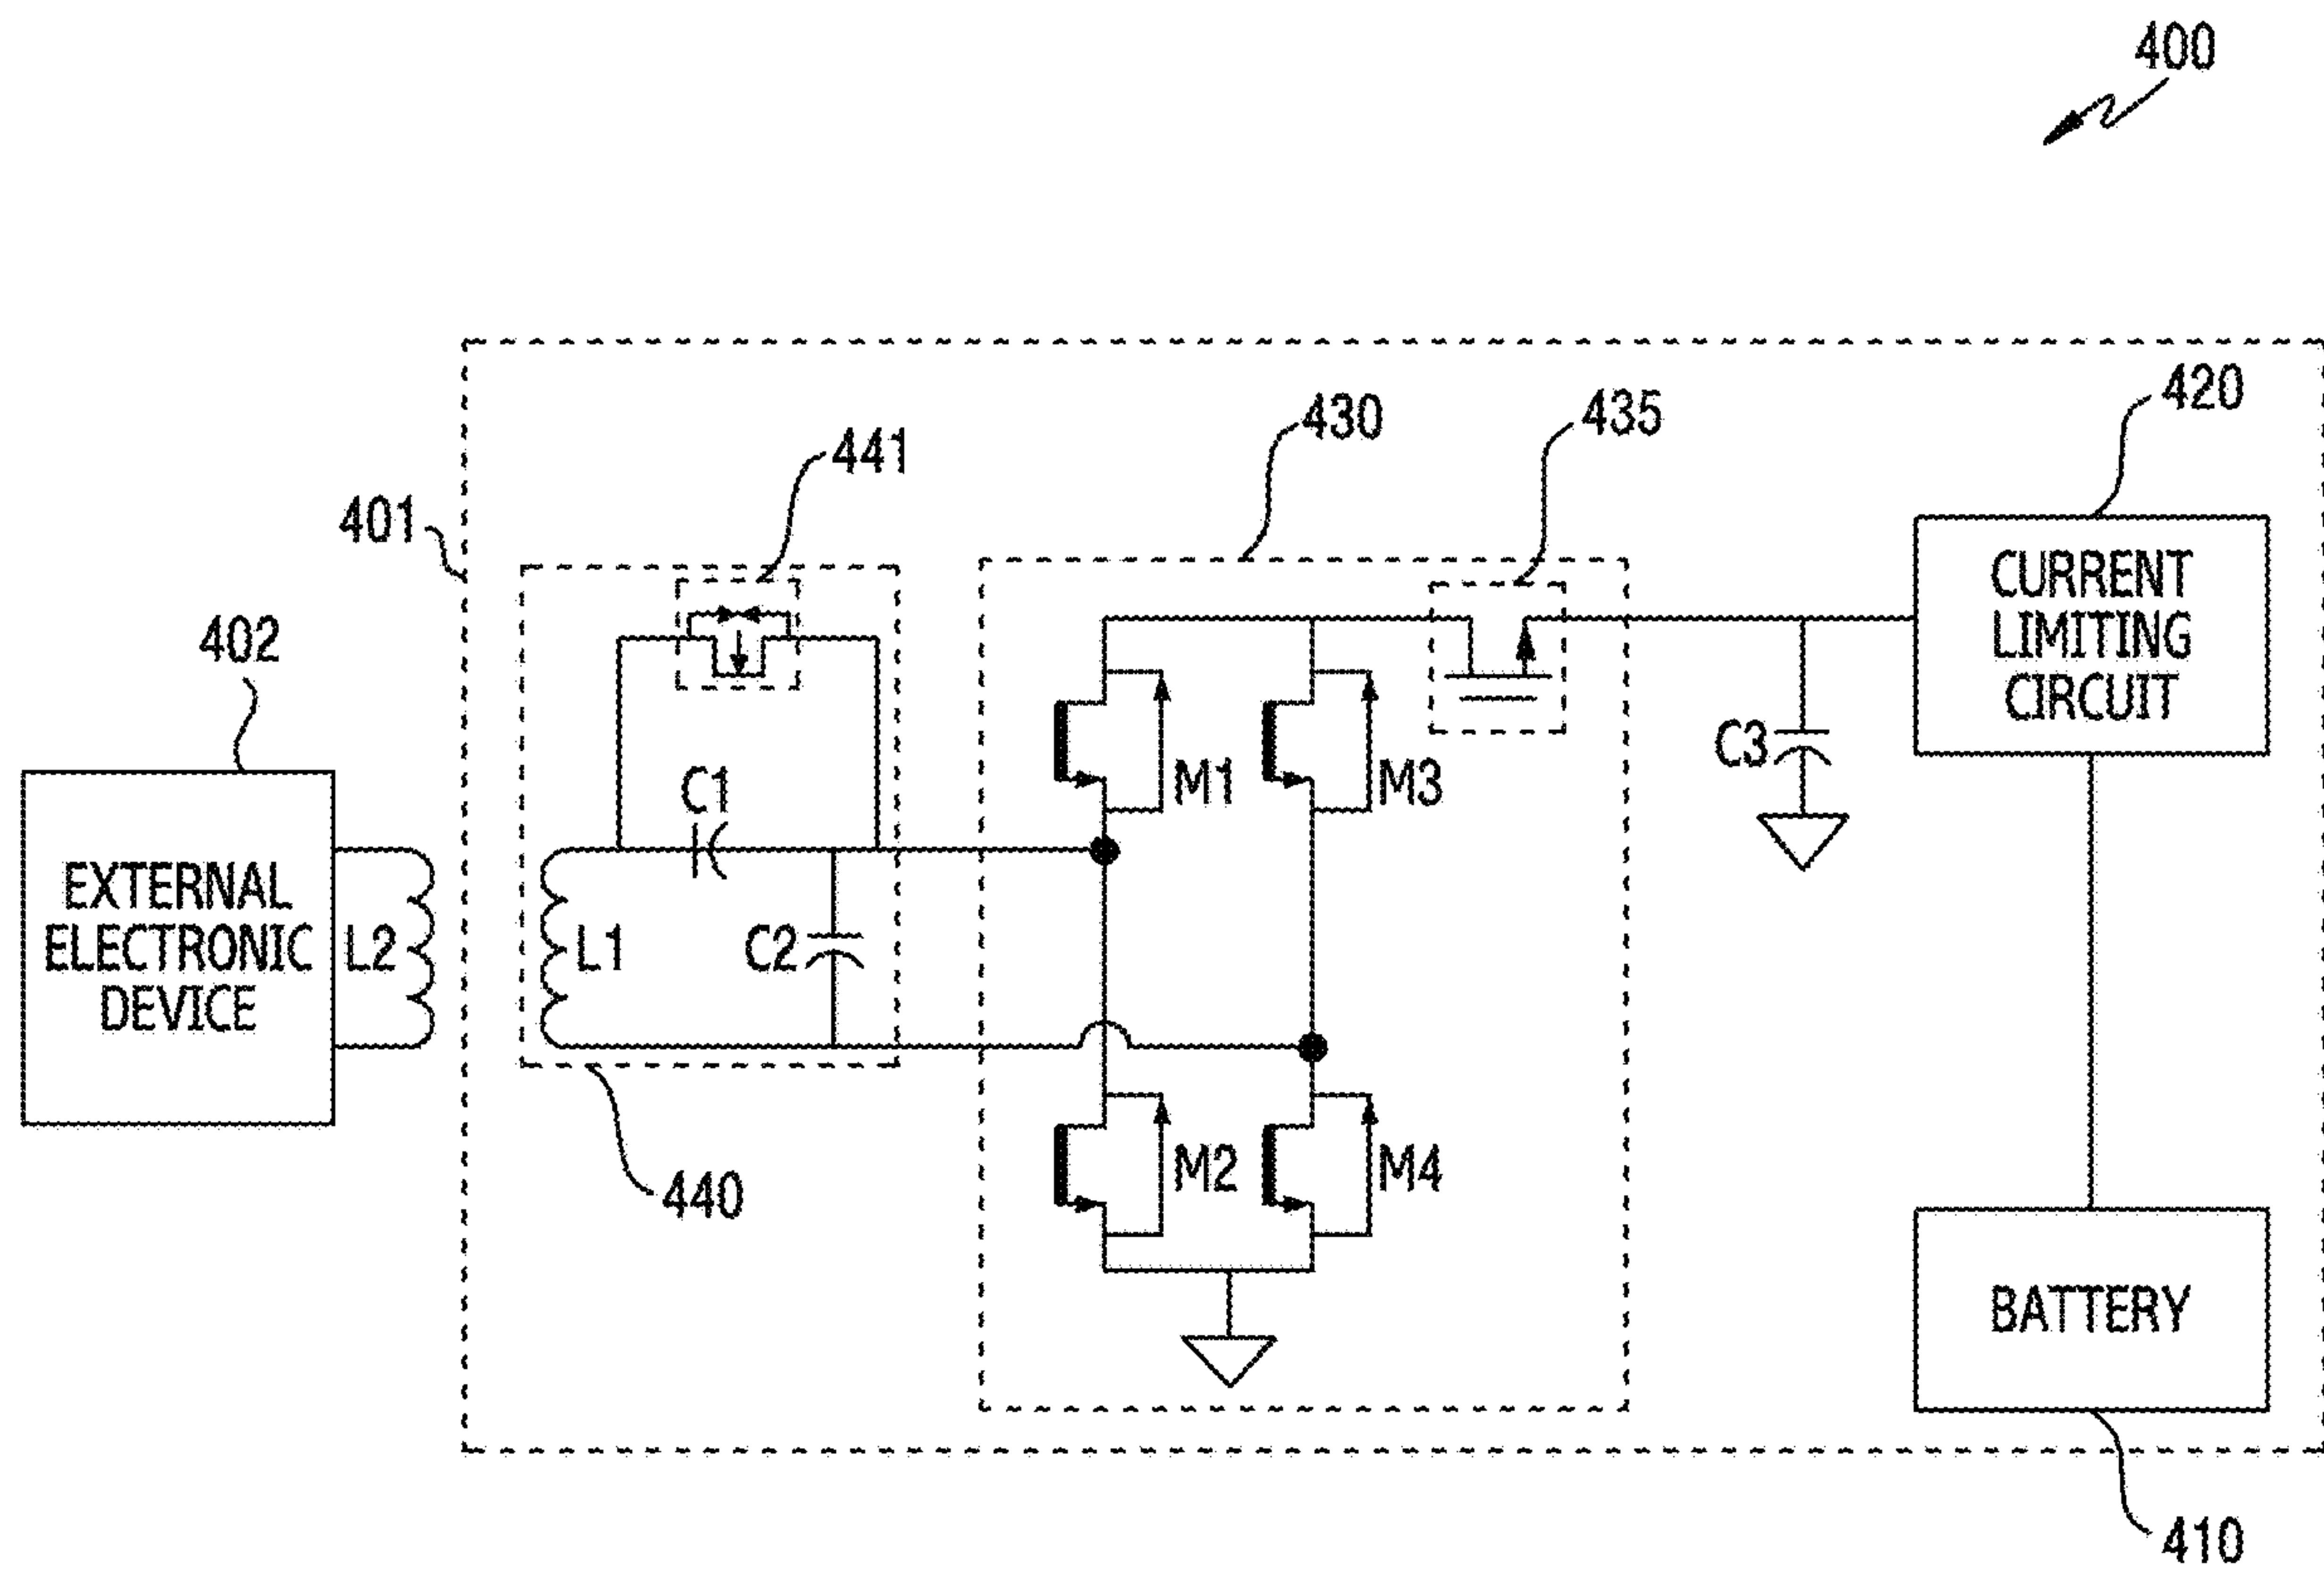 400
420
435
430
441
401
402
CURRENT
LIMITING
CIRCUIT
C3
M1
M3
C1
EXTERNAL
ELECTRONIC
DEVICE
L2
L1
C2
M2
M4
440
BATTERY
410